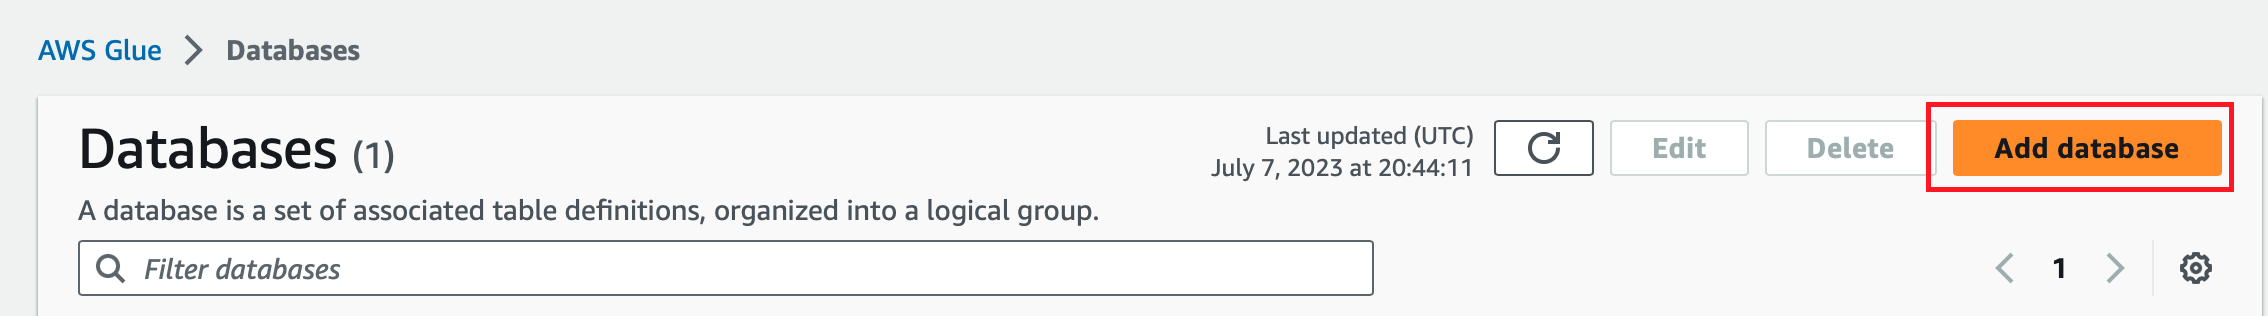 AWS Glue > Databases
Databases (1)
Last updated (UTC)
July 7, 2023 at 20:44:11
Edit
Delete
Add database
A database is a set of associated table definitions, organized into a logical group.
Filter databases
1